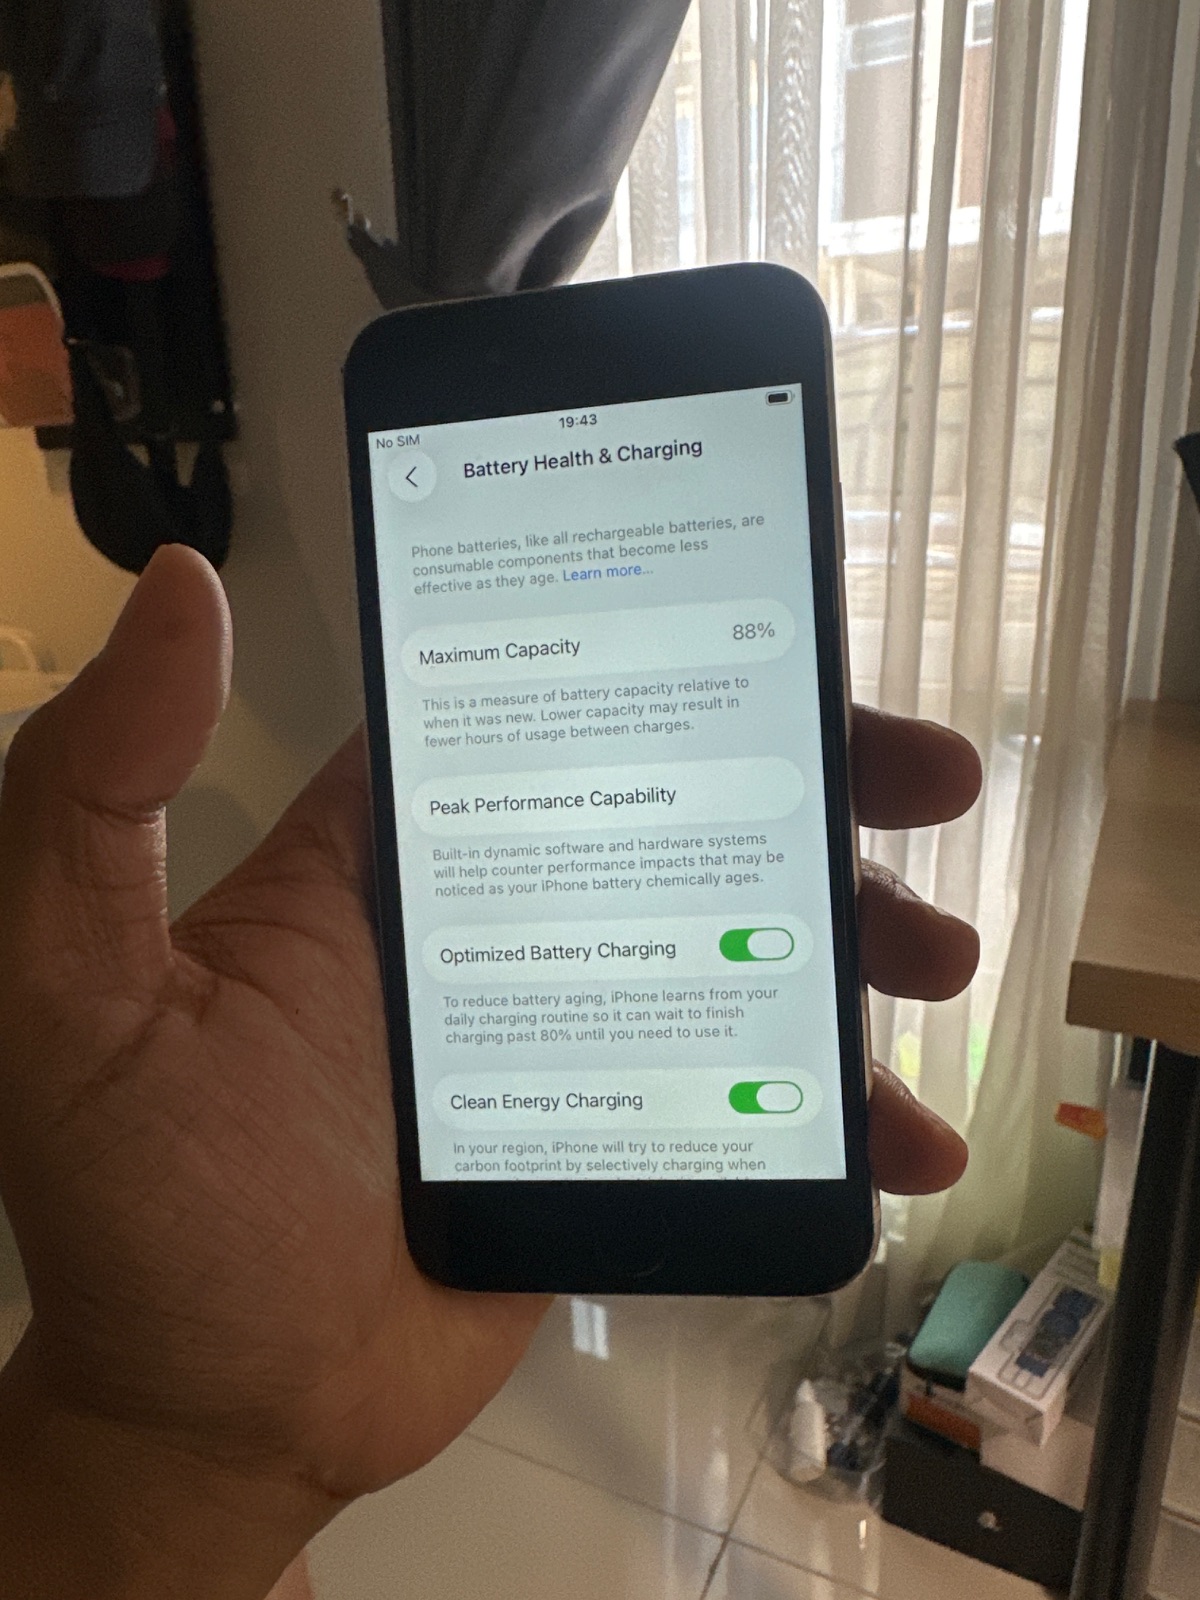 No SIM
19:43
Battery Health & Charging
Phone batteries, like all rechargeable batteries, are
consumable components that become less
effective as they age. Learn more...
Maximum Capacity
88%
This is a measure of battery capacity relative to
when it was new. Lower capacity may result in
fewer hours of usage between charges.
Peak Performance Capability
Built-in dynamic software and hardware systems
will help counter performance impacts that may be
noticed as your iPhone battery chemically ages.
Optimized Battery Charging
To reduce battery aging, iPhone learns from your
daily charging routine so it can wait to finish
charging past 80% until you need to use it.
Clean Energy Charging
In your region, iPhone will try to reduce your
carbon footprint by selectively charging when